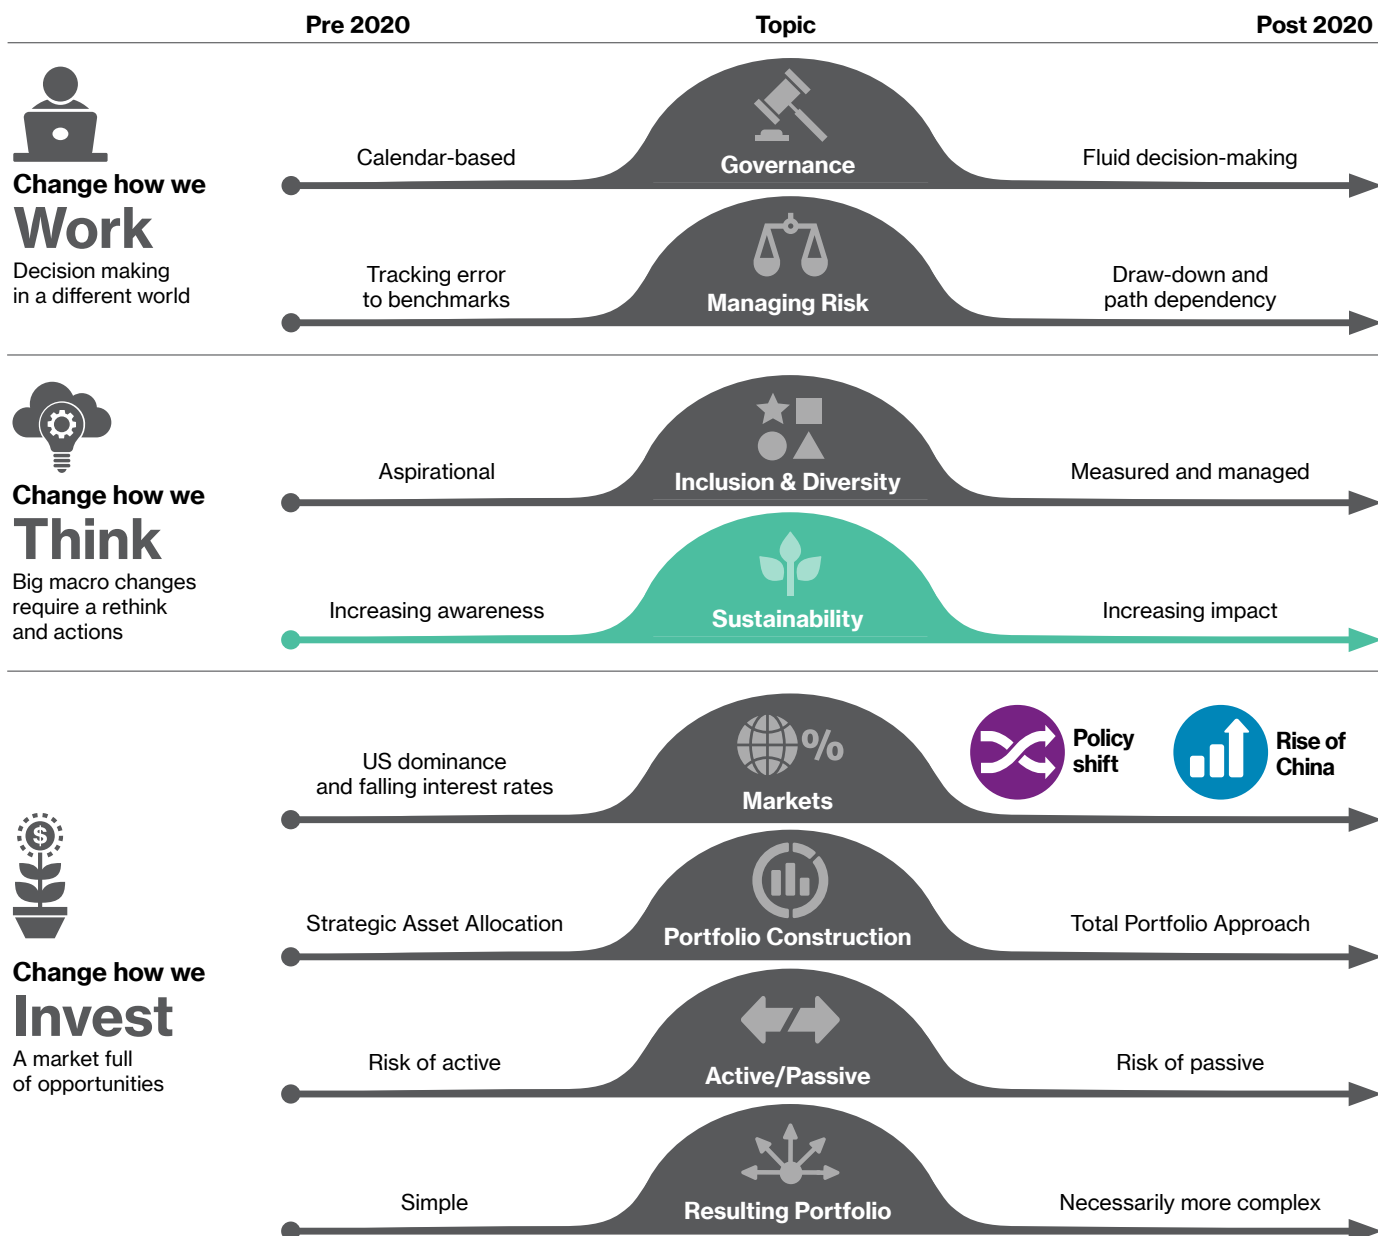 Pre 2020
Topic
Post 2020
Change how we
Work
Decision making
in a different world
Calendar-based
Governance
Fluid decision-making
Tracking error
to benchmarks
Managing Risk
Draw-down and
path dependency
Change how we
Think
Big macro changes
require a rethink
and actions
Aspirational
Inclusion & Diversity
Measured and managed
Increasing awareness
Sustainability
Increasing impact
Change how we
Invest
A market full
of opportunities
US dominance
and falling interest rates
%
Markets
Policy
shift
Rise of
China
$
Strategic Asset Allocation
Portfolio Construction
Total Portfolio Approach
Risk of active
Active/Passive
Risk of passive
Simple
Resulting Portfolio
Necessarily more complex